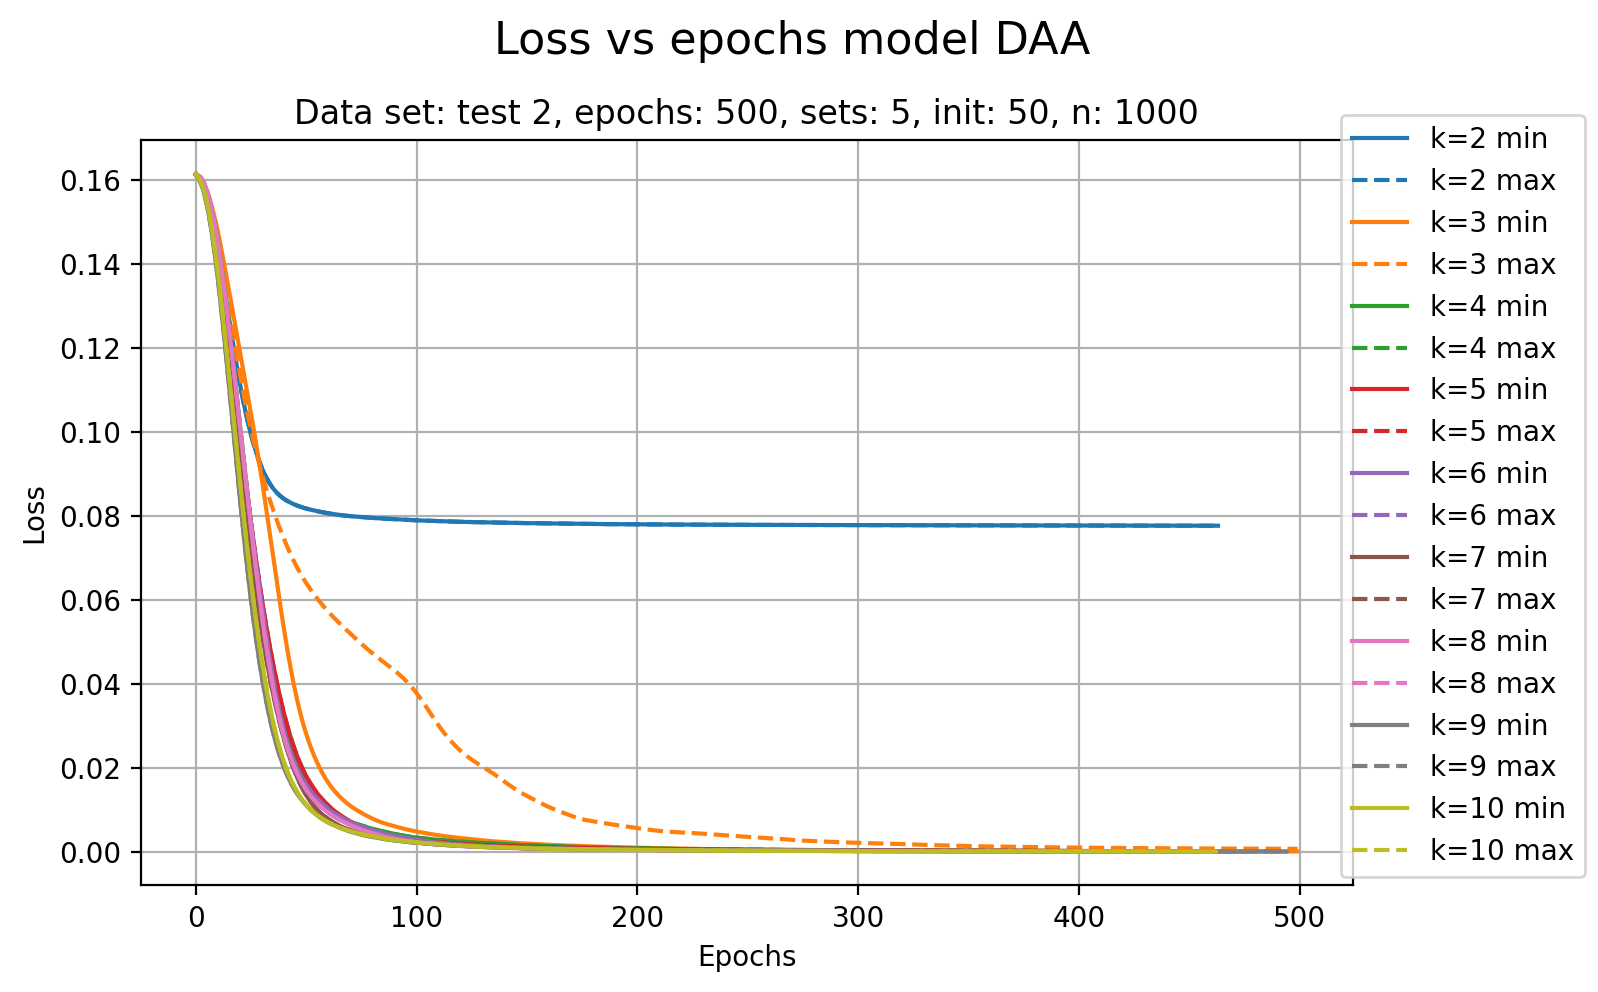 Loss vs epochs model DAA
Data set: test 2, epochs: 500, sets: 5, init: 50, n: 1000
Loss
0.16
0.14
0.12
0.10
0.08
0.06
0.04
0.02
0.00
0 100 200 300 400 500
Epochs
k=2 min
k=2 max
k=3 min
k=3 max
k=4 min
k=4 max
k=5 min
k=5 max
k=6 min
k=6 max
k=7 min
k=7 max
k=8 min
k=8 max
k=9 min
k=9 max
k=10 min
k=10 max